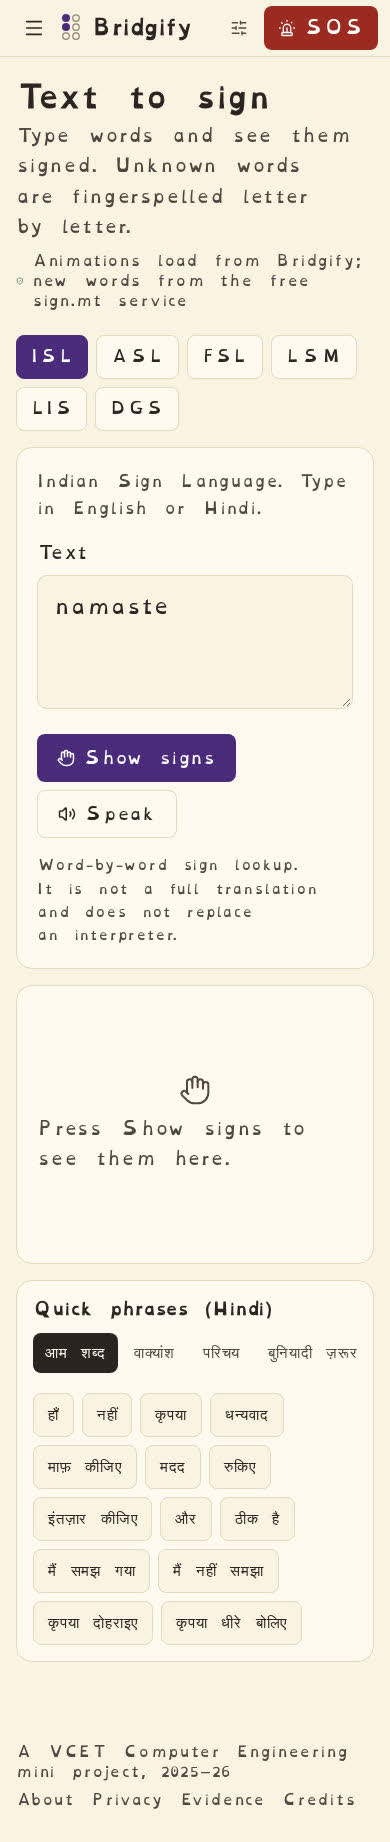 Bridgify
SOS
Text to sign
Type words and see them
signed. Unknown words
are fingerspelled letter
by letter.
Animations load from Bridgify;
new words from the free
sign.mt service
ISL ASL FSL LSM
LIS DGS
Indian Sign Language. Type
in English or Hindi.
Text
namaste
Show signs
Speak
Word-by-word sign lookup.
It is not a full translation
and does not replace
an interpreter.
Press Show signs to
see them here.
Quick phrases (Hindi)
आम शब्द वाक्यांश परिचय बुनियादी ज़रूर
हाँ नहीं कृपया धन्यवाद
माफ़ कीजिए मदद रुकिए
इंतज़ार कीजिए और ठीक है
मैं समझ गया मैं नहीं समझा
कृपया दोहराइए कृपया धीरे बोलिए
A VCET Computer Engineering
mini project, 2025–26
About Privacy Evidence Credits